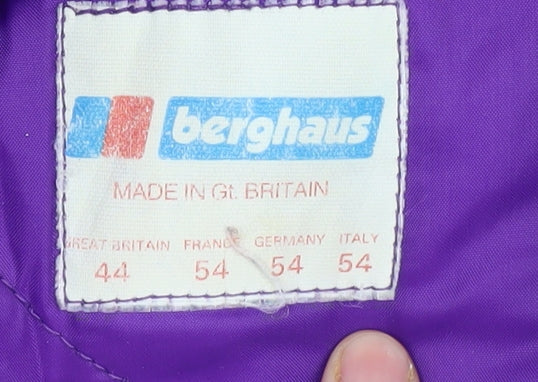 berghaus
MADE IN Gt. BRITAIN
GREAT BRITAIN FRANCE GERMANY ITALY
44 54 54 54